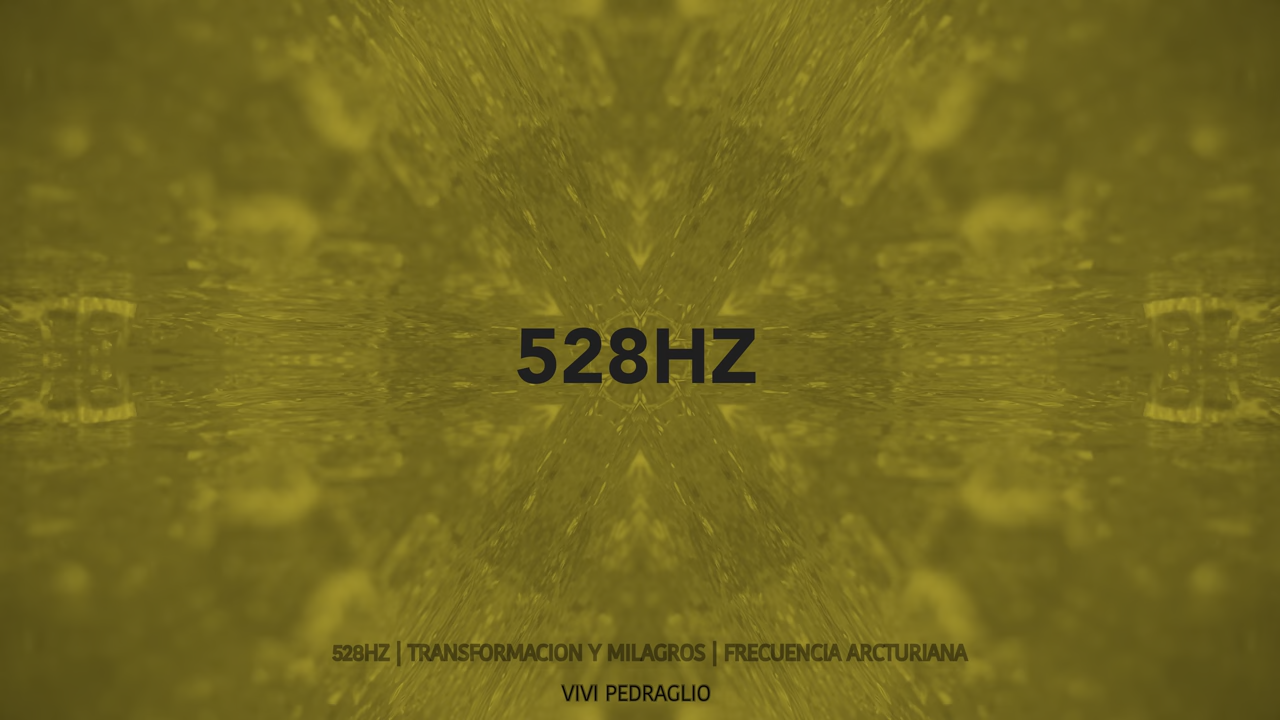 528HZ
528HZ | TRANSFORMACION Y MILAGROS | FRECUENCIA ARCTURIANA
VIVI PEDRAGLIO